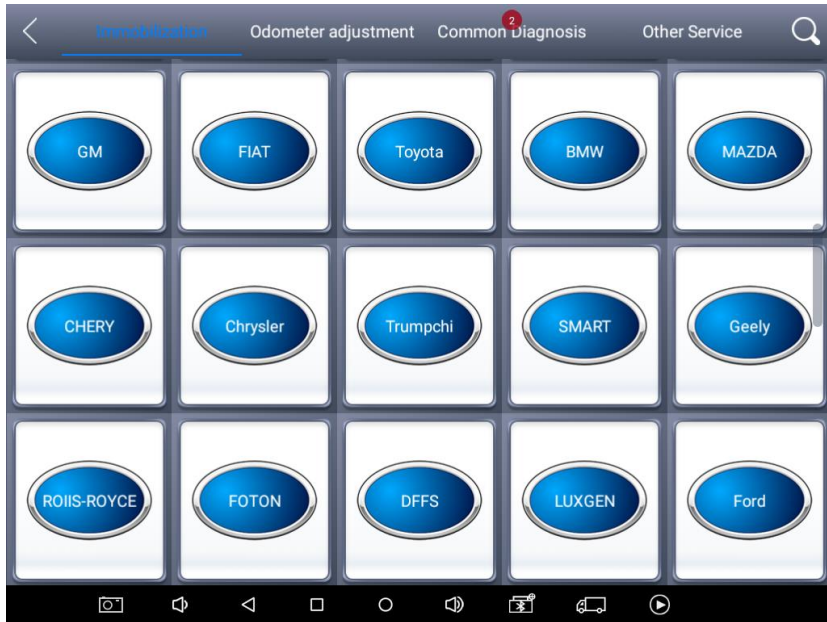 Immobilization Odometer adjustment Common Diagnosis 2 Other Service
GM FIAT Toyota BMW MAZDA
CHERY Chrysler Trumpchi SMART Geely
ROIIS-ROYCE FOTON DFFS LUXGEN Ford